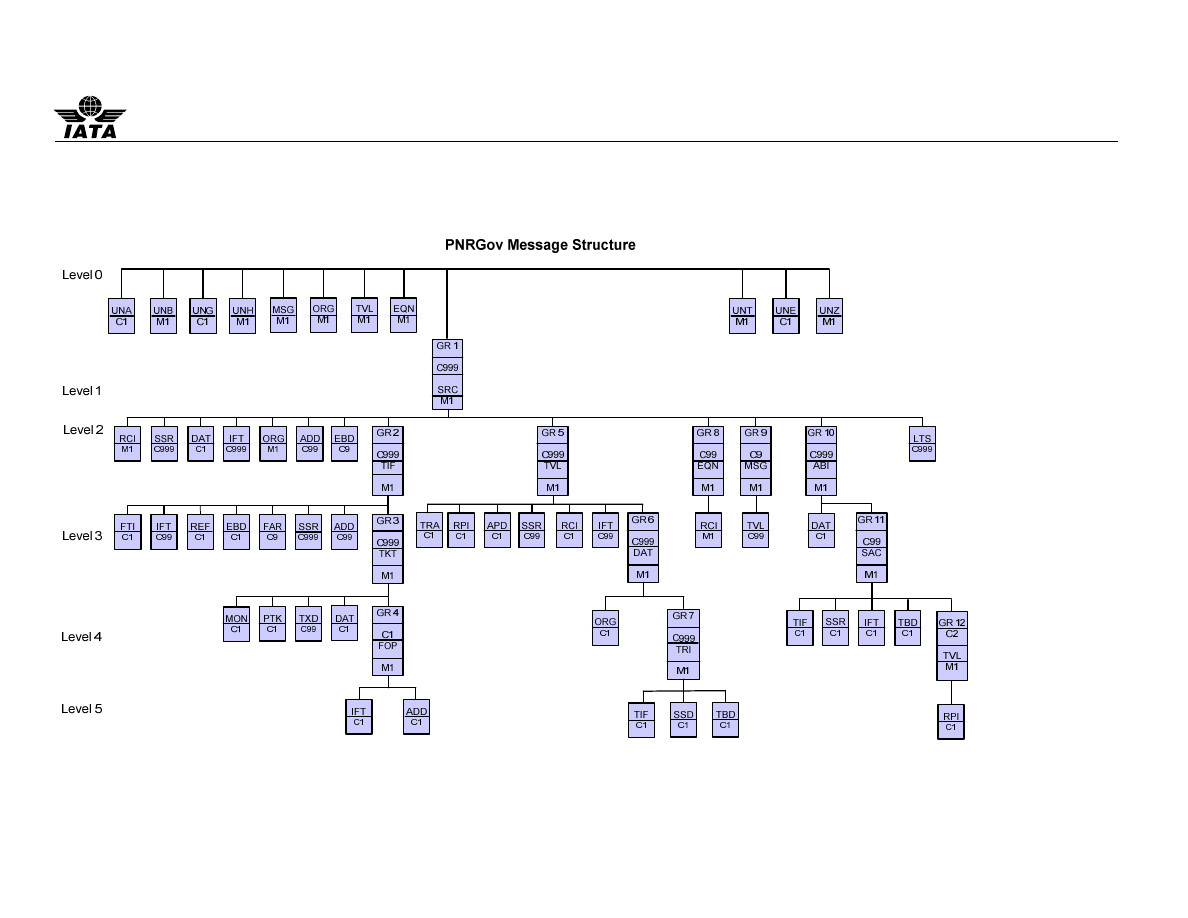 IATA
PNRGov Message Structure
Level 0
UNA UNB UNG UNH MSG ORG TVL EQN UNT UNE UNZ
C1 M1 C1 M1 M1 M1 M1 M1 M1 C1 M1
GR 1
C999
Level 1
SRC
M1
Level 2
RCI SSR DAT IFT ORG ADD EBD GR 2 GR 5 GR 8 GR 9 GR 10 LTS
M1 C999 C1 C999 M1 C99 C9 C999 C999 C99 C9 C999 C999
TIF TVL EQN MSG ABI
M1 M1 M1 M1 M1
Level 3
FTI IFT REF EBD FAR SSR ADD GR 3 TRA RPI APD SSR RCI IFT GR 6 RCI TVL DAT GR 11
C1 C99 C1 C1 C9 C999 C99 C999 C1 C1 C1 C99 C1 C99 C999 M1 C99 C1 C99
TKT DAT SAC
M1 M1 M1
Level 4
MON PTK TXD DAT GR 4 ORG GR 7 TIF SSR IFT TBD GR 12
C1 C1 C99 C1 C1 C1 C999 C1 C1 C1 C1 C2
FOP TRI TVL
M1 M1 M1
Level 5
IFT ADD TIF SSD TBD RPI
C1 C1 C1 C1 C1 C1